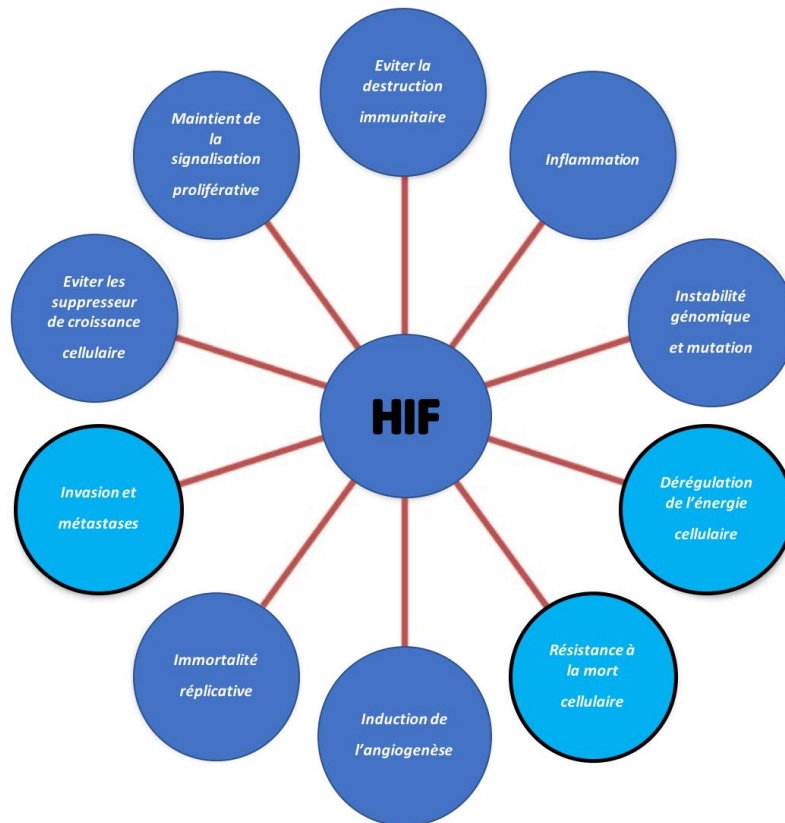 Eviter la
destruction
immunitaire
Maintient de
la
signalisation
proliférative
Inflammation
Eviter les
suppresseur
de croissance
cellulaire
Instabilité
génomique
et mutation
HIF
Invasion et
métastases
Dérégulation
de l'énergie
cellulaire
Immortalité
réplicative
Résistance à
la mort
cellulaire
Induction de
l'angiogenèse